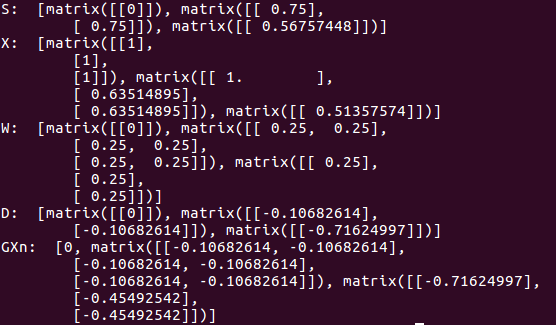 S:  [matrix([[0]]), matrix([[ 0.75],
        [ 0.75]]), matrix([[ 0.56757448]])]
X:  [matrix([[1],
        [1],
        [1]]), matrix([[ 1.        ],
        [ 0.63514895],
        [ 0.63514895]]), matrix([[ 0.51357574]])]
W:  [matrix([[0]]), matrix([[ 0.25,  0.25],
        [ 0.25,  0.25],
        [ 0.25,  0.25]]), matrix([[ 0.25],
        [ 0.25],
        [ 0.25]])]
D:  [matrix([[0]]), matrix([[-0.10682614],
        [-0.10682614]]), matrix([[-0.71624997]])]
GXn:  [0, matrix([[-0.10682614, -0.10682614],
        [-0.10682614, -0.10682614],
        [-0.10682614, -0.10682614]]), matrix([[-0.71624997],
        [-0.45492542],
        [-0.45492542]])]